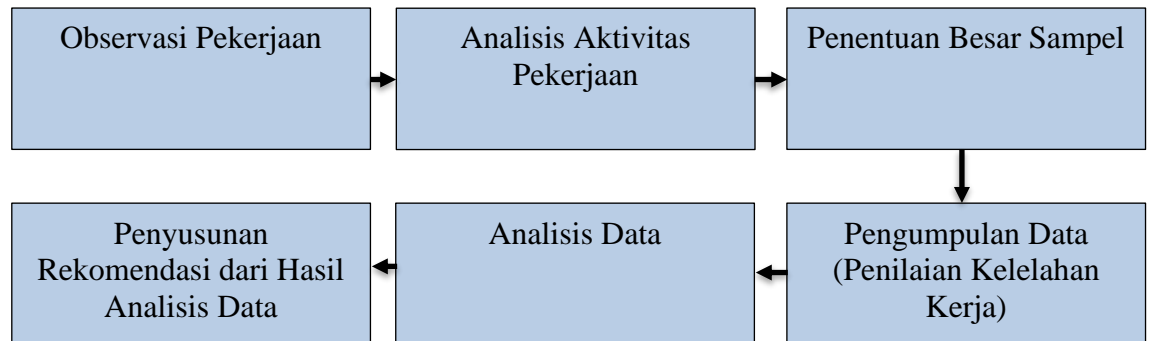 Observasi Pekerjaan
Analisis Aktivitas
Pekerjaan
Penentuan Besar Sampel
Pengumpulan Data
(Penilaian Kelelahan
Kerja)
Analisis Data
Penyusunan
Rekomendasi dari Hasil
Analisis Data